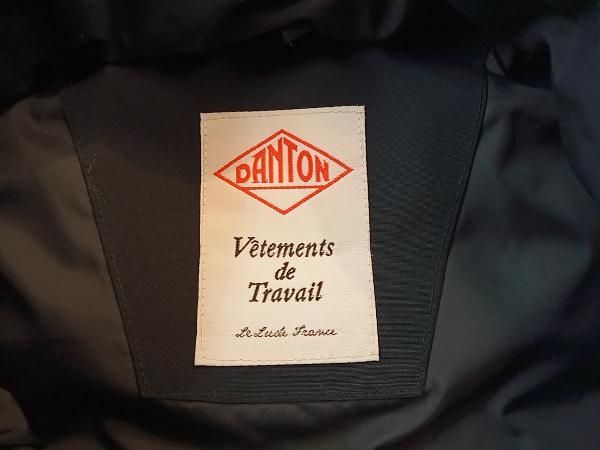 DANTON
Vêtements
de
Travail
Le Lude France